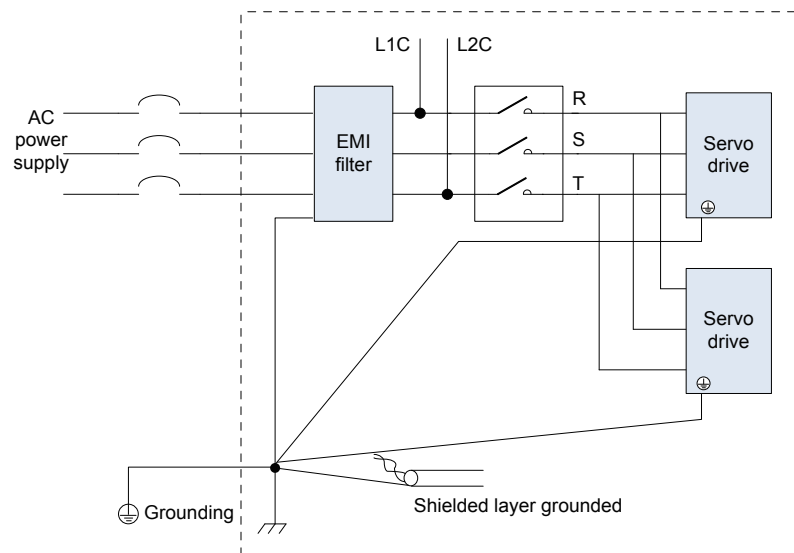 L1C
L2C
AC
power
supply
EMI
filter
R
S
T
Servo
drive
Servo
drive
Grounding
Shielded layer grounded